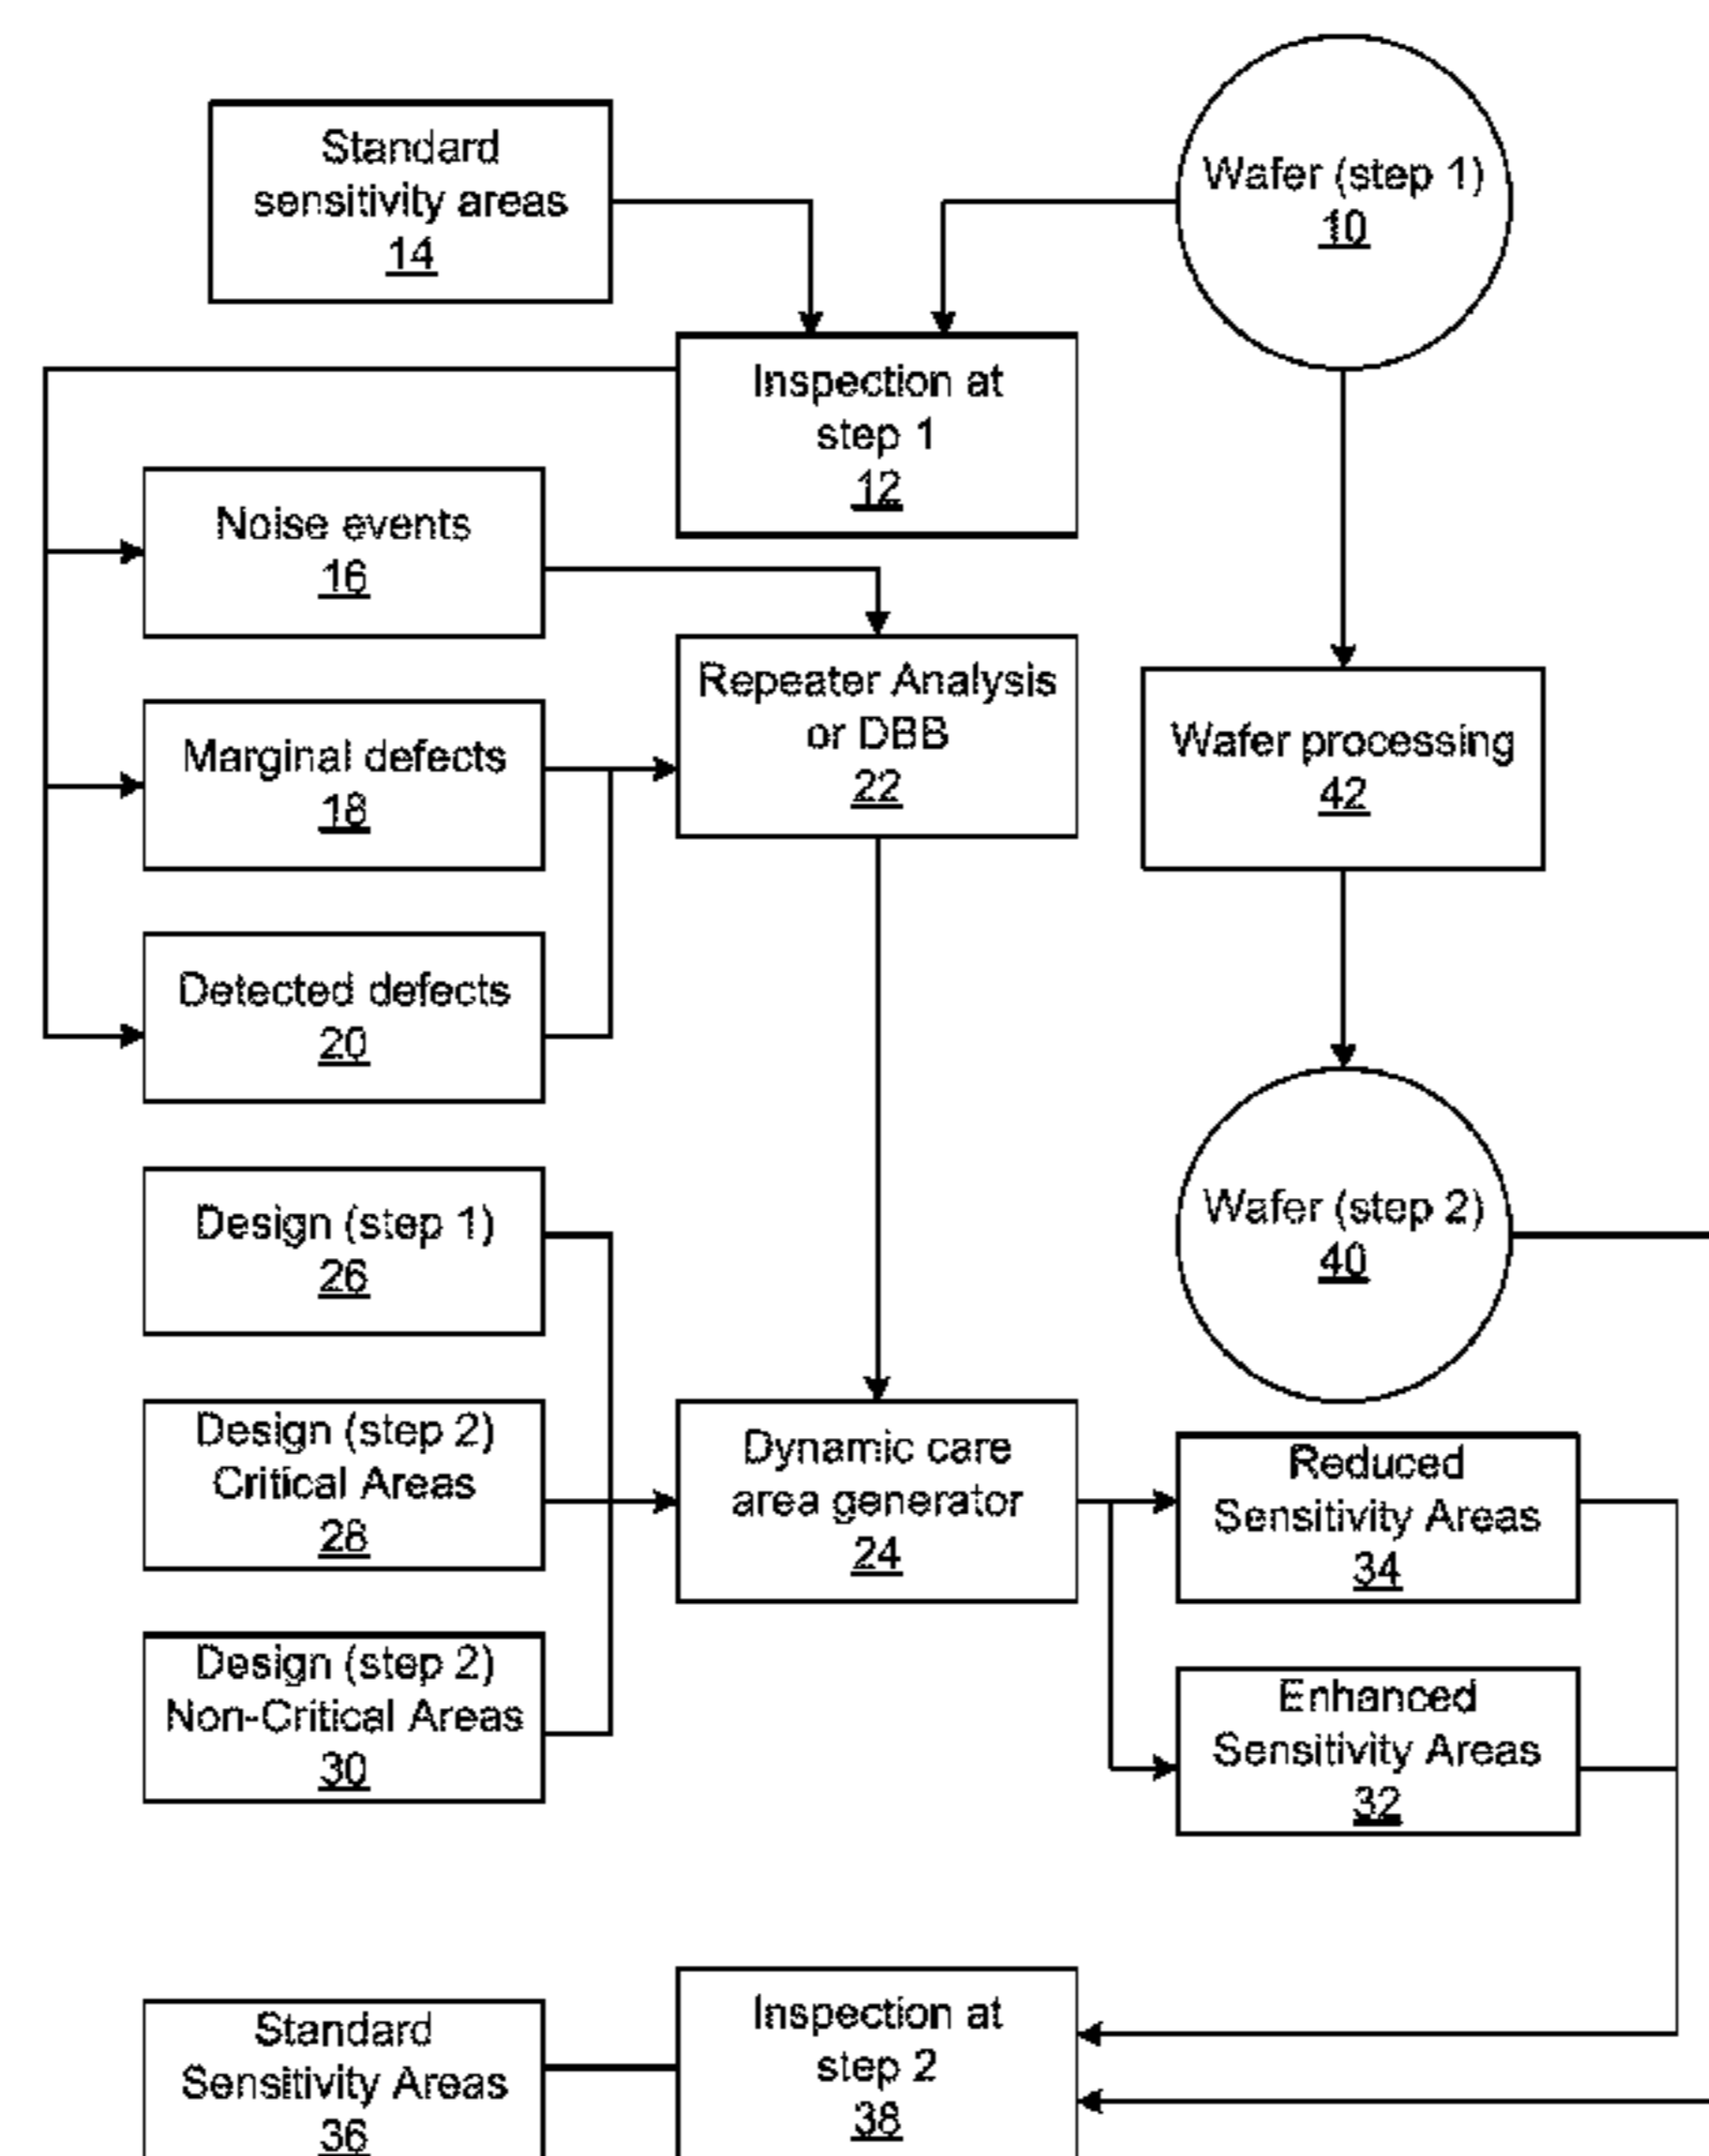 Standard
sensitivity areas
14
Wafer (step 1)
10
Inspection at
step 1
12
Noise events
16
Marginal defects
18
Detected defects
20
Repeater Analysis
or DBB
22
Wafer processing
42
Design (step 1)
26
Design (step 2)
Critical Areas
28
Design (step 2)
Non-Critical Areas
30
Dynamic care
area generator
24
Wafer (step 2)
40
Reduced
Sensitivity Areas
34
Enhanced
Sensitivity Areas
32
Standard
Sensitivity Areas
36
Inspection at
step 2
38